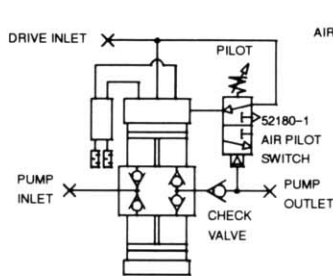 DRIVE INLET
AIR
PILOT
52180-1
AIR PILOT
SWITCH
PUMP
INLET
PUMP
OUTLET
CHECK
VALVE